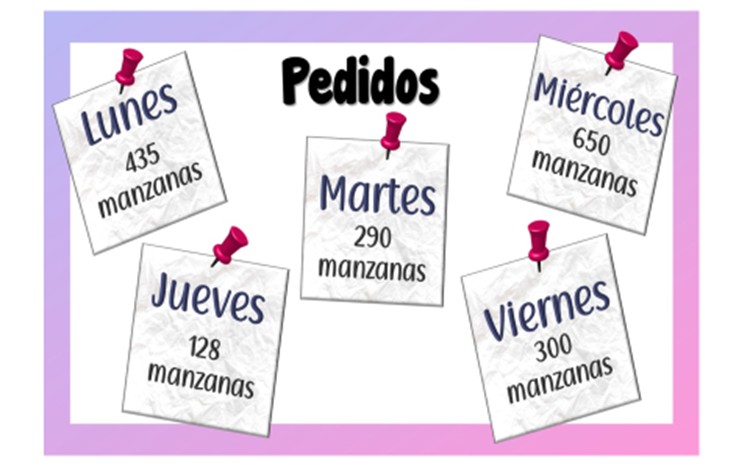 Pedidos
Lunes
435
manzanas
Martes
290
manzanas
Miércoles
650
manzanas
Jueves
128
manzanas
Viernes
300
manzanas